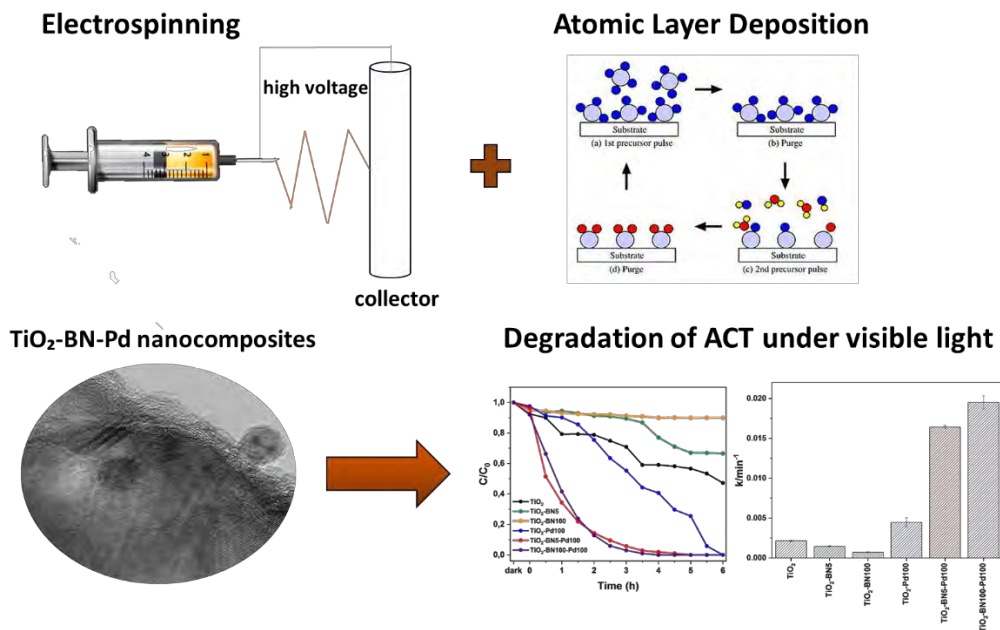 Electrospinning
Atomic Layer Deposition
high voltage
4 3 2 1
collector
Substrate
(a) 1st precursor pulse
Substrate
(b) Purge
Substrate
(d) Purge
Substrate
(c) 2nd precursor pulse
TiO₂-BN-Pd nanocomposites
Degradation of ACT under visible light
C/C₀
1,0
0,8
0,6
0,4
0,2
0,0
TiO₂
TiO₂-BN5
TiO₂-BN100
TiO₂-Pd100
TiO₂-BN5-Pd100
TiO₂-BN100-Pd100
dark 0 1 2 3 4 5 6
Time (h)
k/min⁻¹
0.020
0.015
0.010
0.005
0.000
TiO₂
TiO₂-BN5
TiO₂-BN100
TiO₂-Pd100
TiO₂-BN5-Pd100
TiO₂-BN100-Pd100